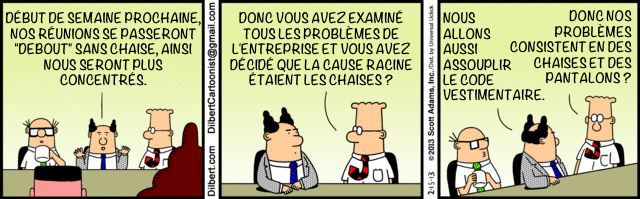 DÉBUT DE SEMAINE PROCHAINE,
NOS RÉUNIONS SE PASSERONT
"DEBOUT" SANS CHAISE, AINSI
NOUS SERONT PLUS
CONCENTRÉS.
Dilbert.com DilbertCartoonist@gmail.com
DONC VOUS AVEZ EXAMINÉ
TOUS LES PROBLÈMES DE
L'ENTREPRISE ET VOUS AVEZ
DÉCIDÉ QUE LA CAUSE RACINE
ÉTAIENT LES CHAISES ?
2-15-13 ©2013 Scott Adams, Inc. /Dist. by Universal Uclick
NOUS
ALLONS
AUSSI
ASSOUPLIR
LE CODE
VESTIMENTAIRE.
DONC NOS
PROBLÈMES
CONSISTENT EN DES
CHAISES ET DES
PANTALONS ?